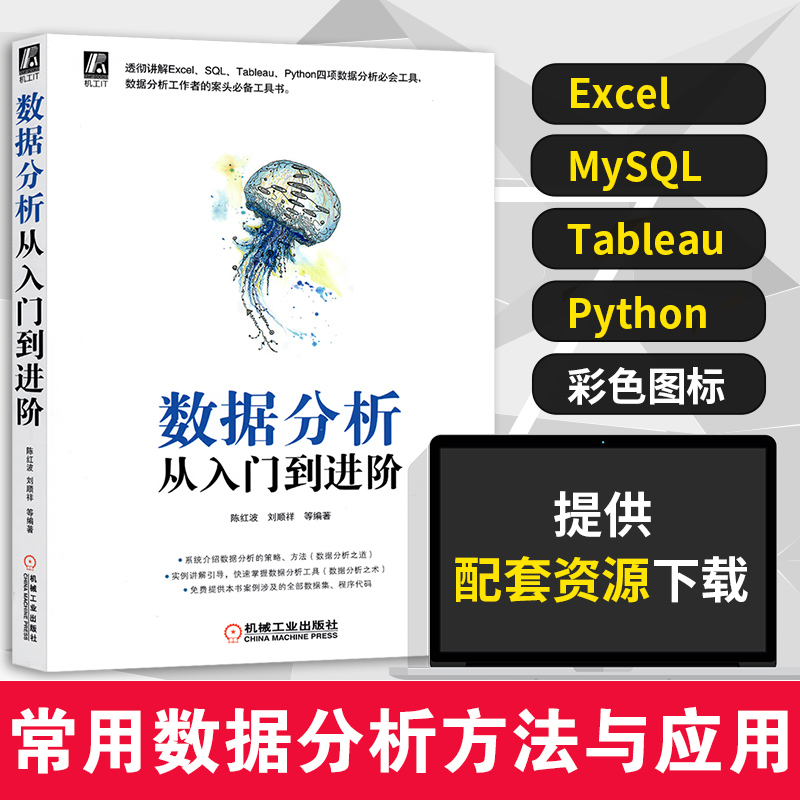 机工IT
数据分析从入门到进阶
陈红波 刘顺祥 等编著
机械工业出版社
CHINA MACHINE PRESS
机工IT
透彻讲解Excel、SQL、Tableau、Python四项数据分析必会工具,
数据分析工作者的案头必备工具书。
数据分析
从入门到进阶
陈红波 刘顺祥 等编著
• 系统介绍数据分析的策略、方法(数据分析之道)
• 实例讲解引导,快速掌握数据分析工具(数据分析之术)
• 免费提供本书案例涉及的全部数据集、程序代码
机械工业出版社
CHINA MACHINE PRESS
Excel
MySQL
Tableau
Python
彩色图标
提供
配套资源下载
常用数据分析方法与应用